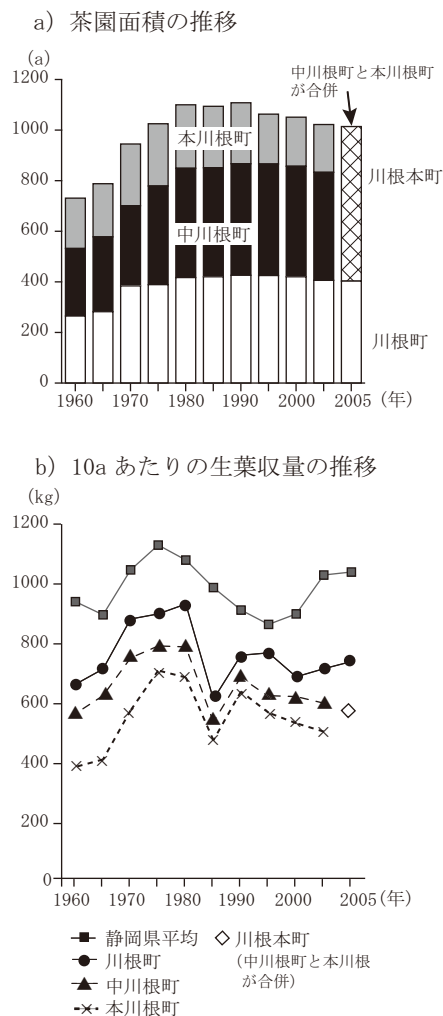 a）茶園面積の推移
(a)
中川根町と本川根町
が合併
1200
1000
800
600
400
200
0
本川根町
中川根町
川根本町
川根町
1960
1970
1980
1990
2000
2005
(年)
b）10a あたりの生葉収量の推移
(kg)
1200
1000
800
600
400
200
0
1960
1970
1980
1990
2000
2005
(年)
静岡県平均
川根町
中川根町
本川根町
川根本町
(中川根町と本川根
が合併)